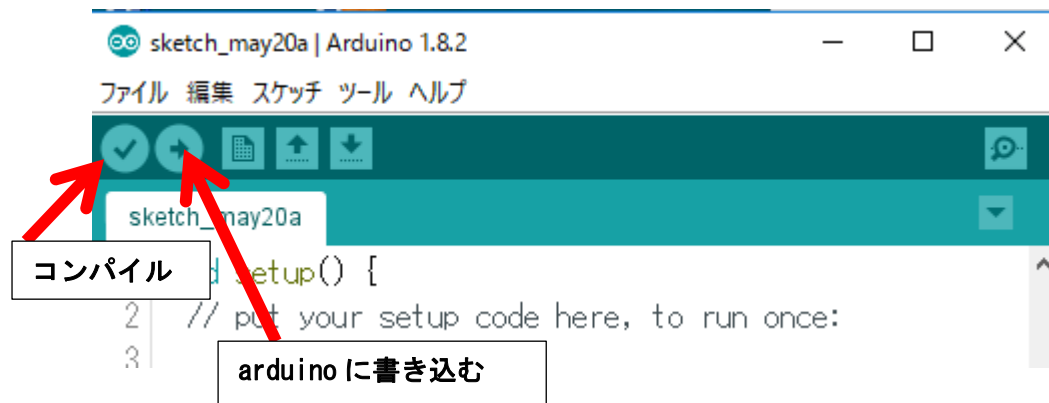 sketch_may20a | Arduino 1.8.2
ファイル 編集 スケッチ ツール ヘルプ
sketch_may20a
コンパイル
d setup() {
2 // put your setup code here, to run once:
3
arduinoに書き込む